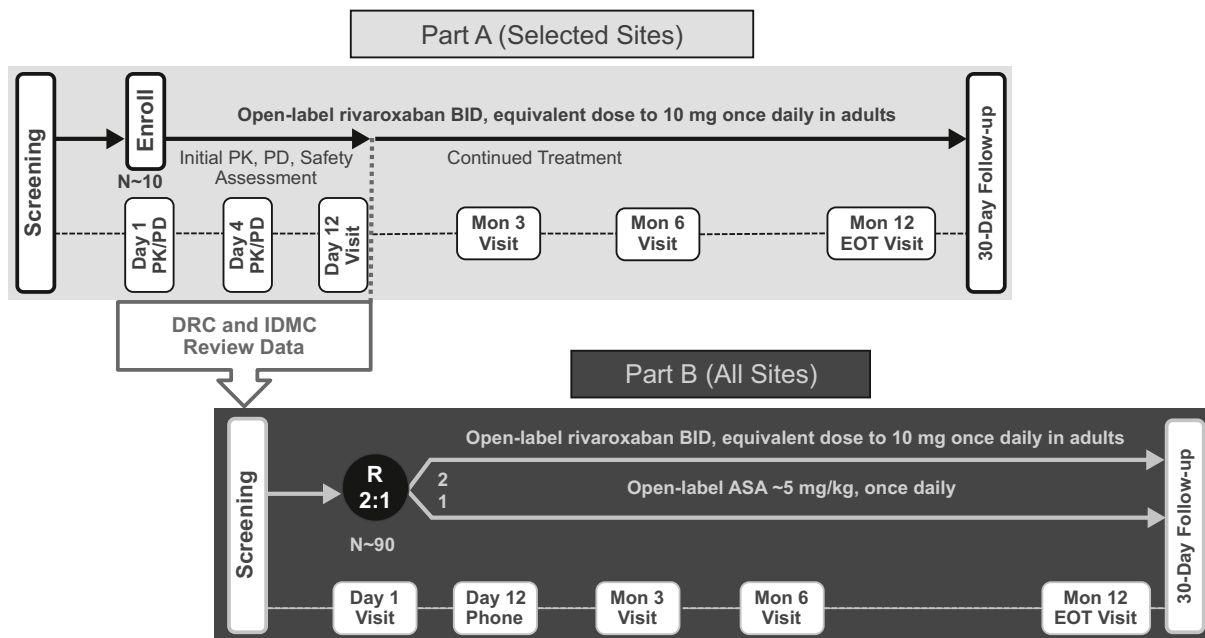 Part A (Selected Sites)
Screening
Enroll
N~10
Open-label rivaroxaban BID, equivalent dose to 10 mg once daily in adults
Initial PK, PD, Safety
Assessment
Continued Treatment
Day 1
PK/PD
Day 4
PK/PD
Day 12
Visit
Mon 3
Visit
Mon 6
Visit
Mon 12
EOT Visit
30-Day Follow-up
DRC and IDMC
Review Data
Part B (All Sites)
Screening
R
2:1
N~90
2
1
Open-label rivaroxaban BID, equivalent dose to 10 mg once daily in adults
Open-label ASA ~5 mg/kg, once daily
Day 1
Visit
Day 12
Phone
Mon 3
Visit
Mon 6
Visit
Mon 12
EOT Visit
30-Day Follow-up